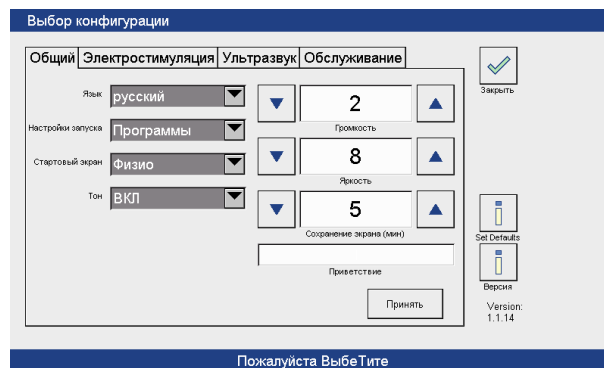 Выбор конфигурации
Общий Электростимуляция Ультразвук Обслуживание
Язык русский
Настройки запуска Программы
Стартовый экран Физио
Тон ВКЛ
2
Громкость
8
Яркость
5
Сохранение экрана (мин)
Приветствие
Принять
Закрыть
Set Defaults
Версия
Version:
1.1.14
Пожалуйста ВыбеТите